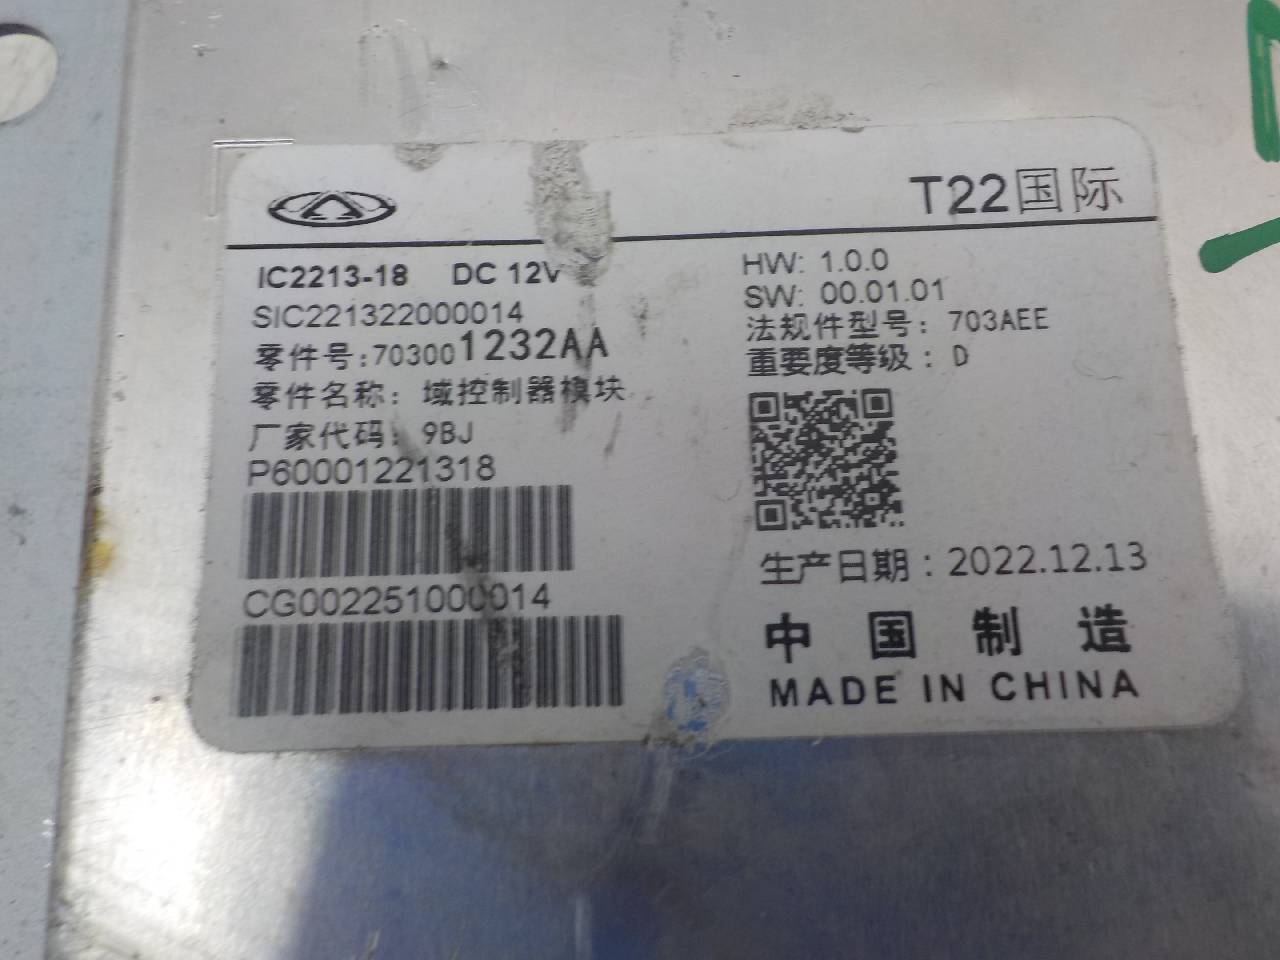 T22国际
IC2213-18 DC 12V
SIC221322000014
零件号:703001232AA
零件名称: 域控制器模块
厂家代码: 9BJ
P60001221318
CG002251000014
HW: 1.0.0
SW: 00.01.01
法规件型号: 703AEE
重要度等级: D
生产日期: 2022.12.13
中国制造
MADE IN CHINA